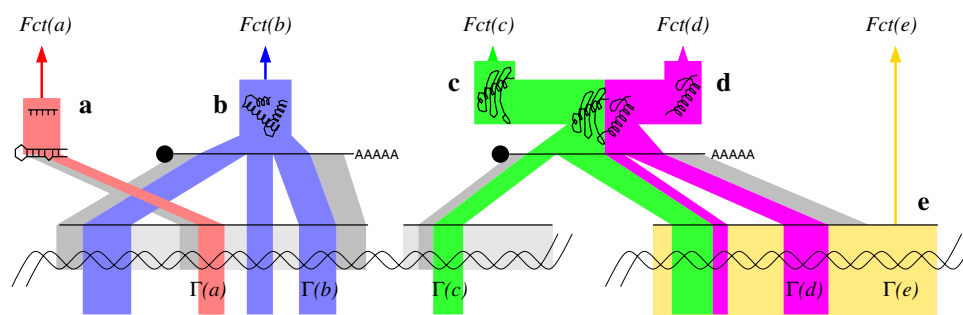 Fct(a) Fct(b) Fct(c) Fct(d) Fct(e)
c d
a b
AAAAA AAAAA
e
Γ(a) Γ(b) Γ(c) Γ(d) Γ(e)